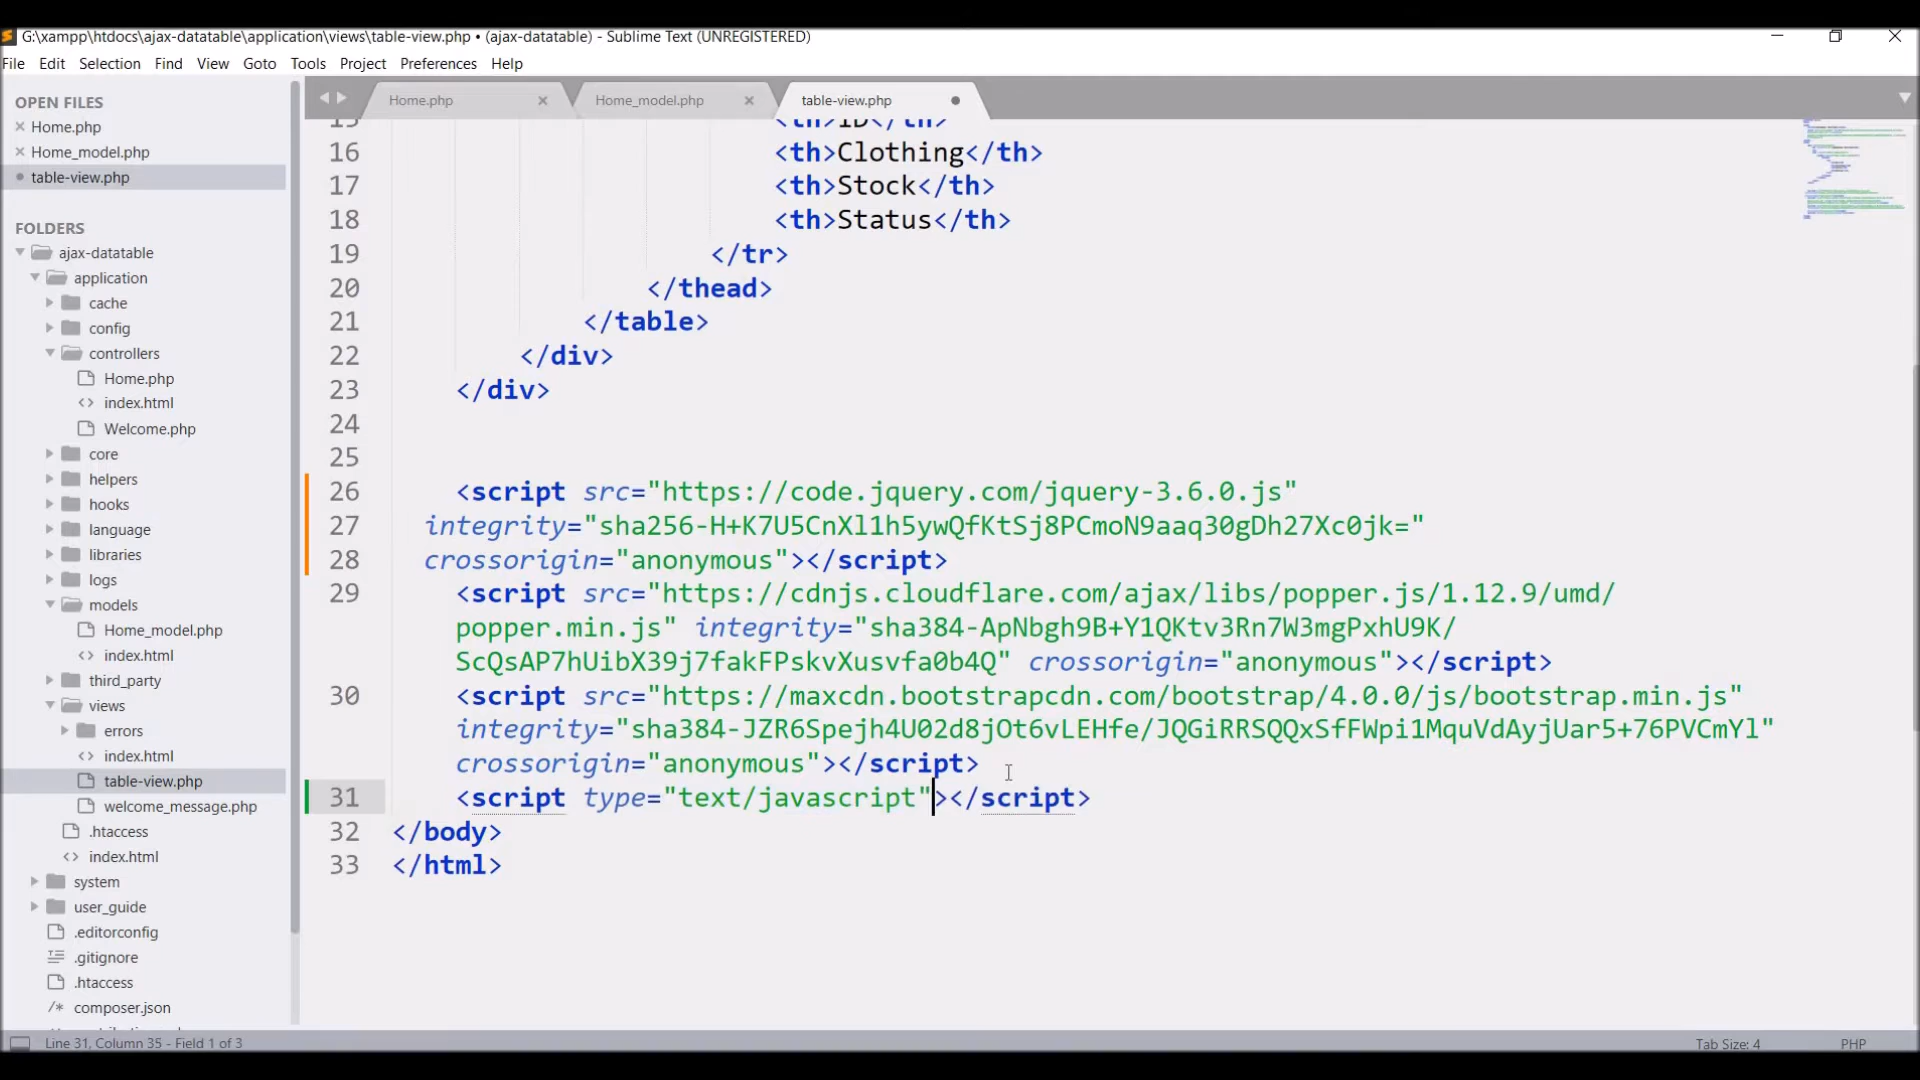 G:\xampp\htdocs\ajax-datatable\application\views\table-view.php • (ajax-datatable) - Sublime Text (UNREGISTERED)
File Edit Selection Find View Goto Tools Project Preferences Help
OPEN FILES
Home.php
Home_model.php
table-view.php
FOLDERS
ajax-datatable
application
cache
config
controllers
Home.php
index.html
Welcome.php
core
helpers
hooks
language
libraries
logs
models
Home_model.php
index.html
third_party
views
errors
index.html
table-view.php
welcome_message.php
.htaccess
index.html
system
user_guide
.editorconfig
.gitignore
.htaccess
composer.json
Home.php Home_model.php table-view.php
15 <th>ID</th>
16 <th>Clothing</th>
17 <th>Stock</th>
18 <th>Status</th>
19 </tr>
20 </thead>
21 </table>
22 </div>
23 </div>
24
25
26 <script src="https://code.jquery.com/jquery-3.6.0.js"
27 integrity="sha256-H+K7U5CnXl1h5ywQfKtSj8PCmoN9aaq30gDh27Xc0jk="
28 crossorigin="anonymous"></script>
29 <script src="https://cdnjs.cloudflare.com/ajax/libs/popper.js/1.12.9/umd/
popper.min.js" integrity="sha384-ApNbgh9B+Y1QKtv3Rn7W3mgPxhU9K/
ScQsAP7hUibX39j7fakFPskvXusvfa0b4Q" crossorigin="anonymous"></script>
30 <script src="https://maxcdn.bootstrapcdn.com/bootstrap/4.0.0/js/bootstrap.min.js"
integrity="sha384-JZR6Spejh4U02d8jOt6vLEHfe/JQGiRRSQQxSfFWpi1MquVdAyjUar5+76PVCmYl"
crossorigin="anonymous"></script>
31 <script type="text/javascript"></script>
32 </body>
33 </html>
Line 31, Column 35 - Field 1 of 3
Tab Size: 4
PHP